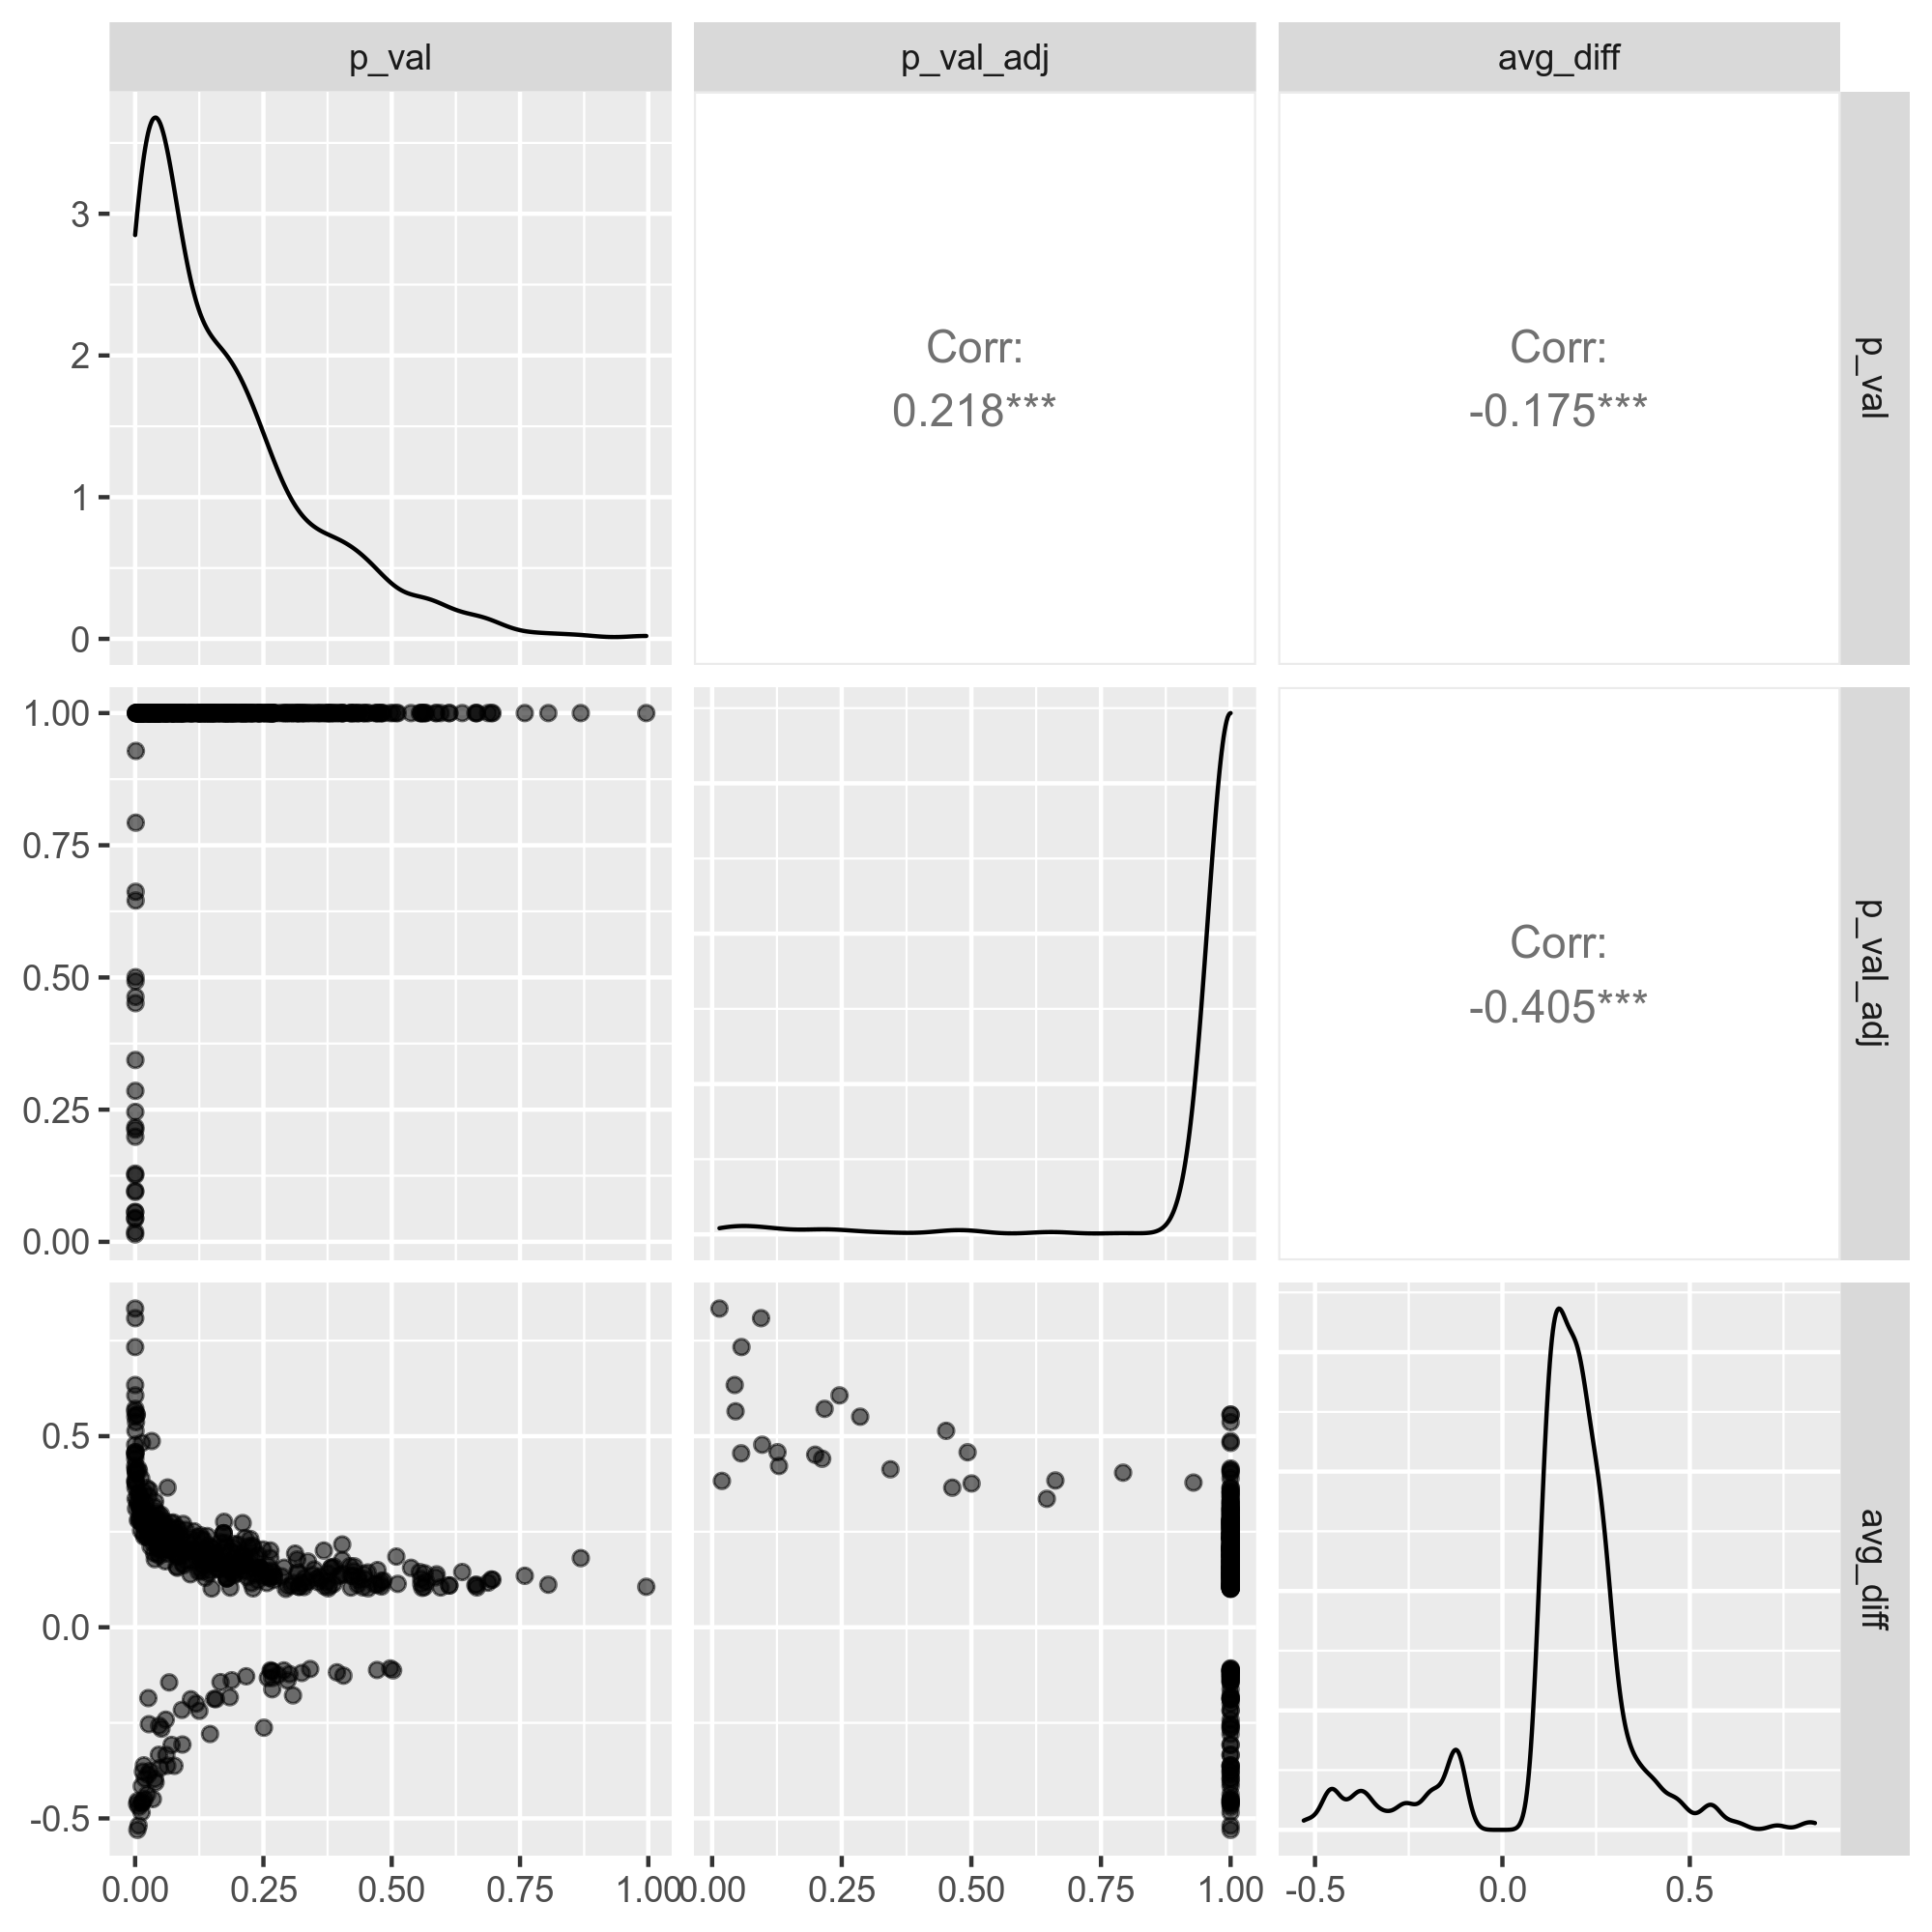 p_val
p_val_adj
avg_diff
3
2
1
0
Corr:
0.218***
Corr:
-0.175***
p_val
1.00
0.75
0.50
0.25
0.00
Corr:
-0.405***
p_val_adj
0.5
0.0
-0.5
avg_diff
0.00 0.25 0.50 0.75 1.00
0.00 0.25 0.50 0.75 1.00
-0.5 0.0 0.5